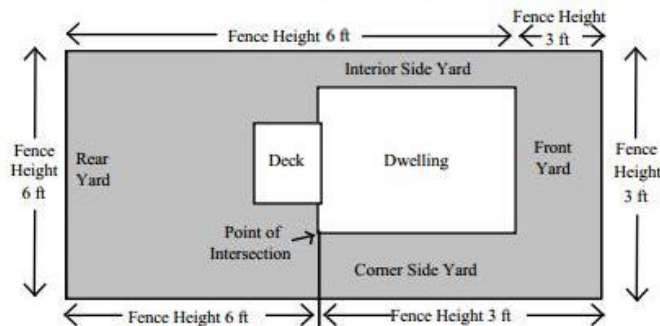 Fence Height
3 ft
Fence Height 6 ft
Interior Side Yard
Fence
Height
6 ft
Rear
Yard
Deck
Dwelling
Front
Yard
Fence
Height
3 ft
Point of
Intersection
Corner Side Yard
Fence Height 6 ft
Fence Height 3 ft